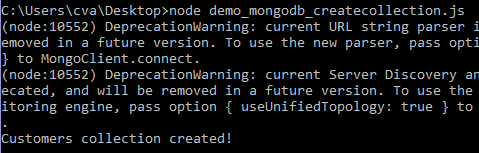 C:\Users\cva\Desktop>node demo_mongodb_createcollection.js
(node:10552) DeprecationWarning: current URL string parser i
emoved in a future version. To use the new parser, pass opti
} to MongoClient.connect.
(node:10552) DeprecationWarning: current Server Discovery an
ecated, and will be removed in a future version. To use the
itoring engine, pass option { useUnifiedTopology: true } to
.
Customers collection created!